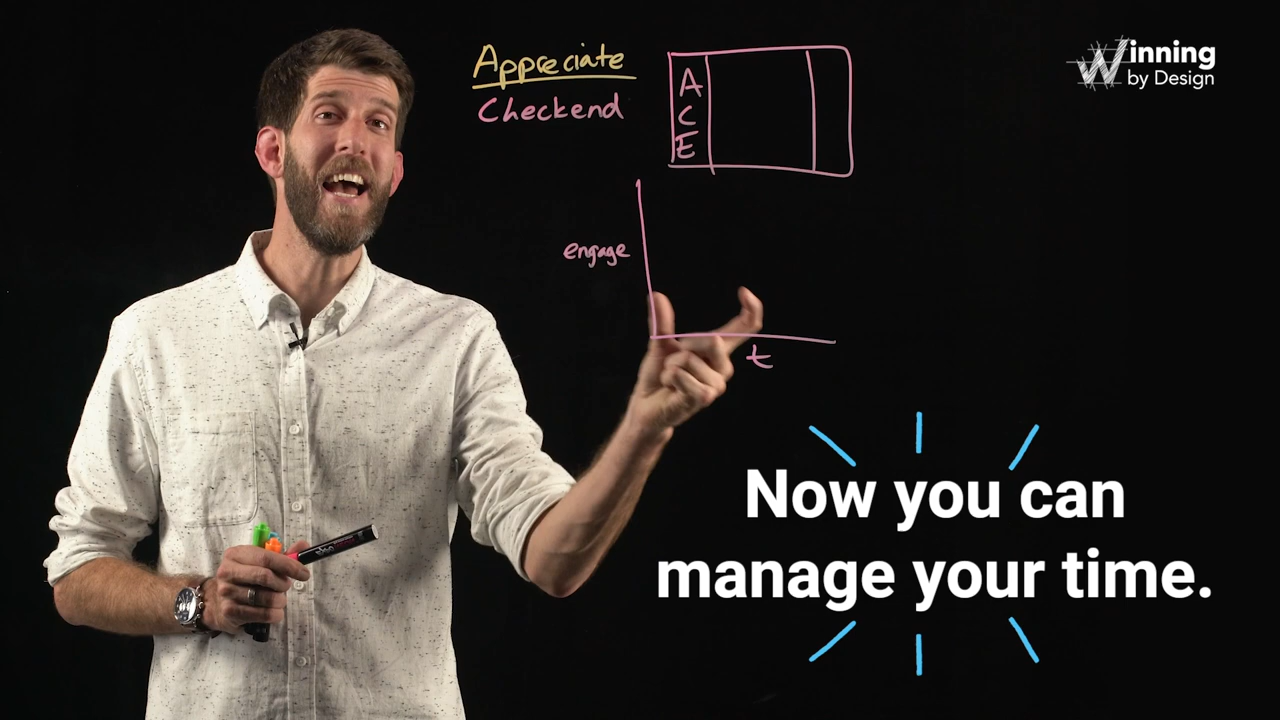 Appreciate
Checkend
A
C
E
engage
t
Winning
by Design
Now you can
manage your time.